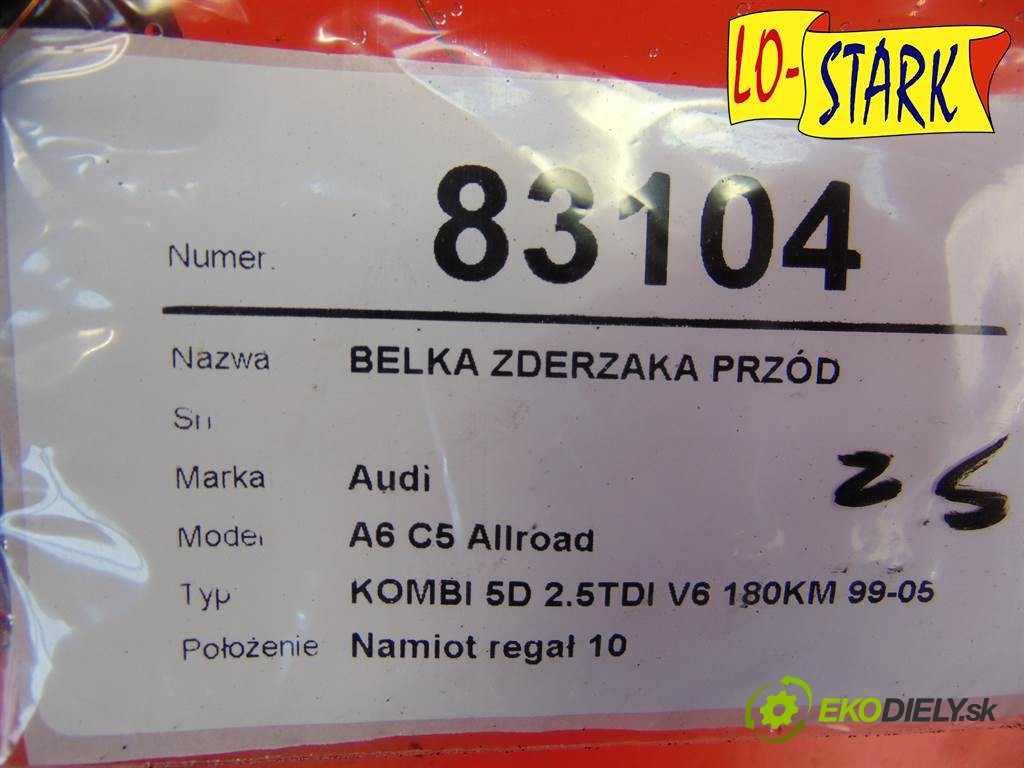 LO-STARK
Numer. 83104
Nazwa BELKA ZDERZAKA PRZÓD
Sn
Marka Audi
Model A6 C5 Allroad
Typ KOMBI 5D 2.5TDI V6 180KM 99-05
Położenie Namiot regał 10
EKODIELY.sk